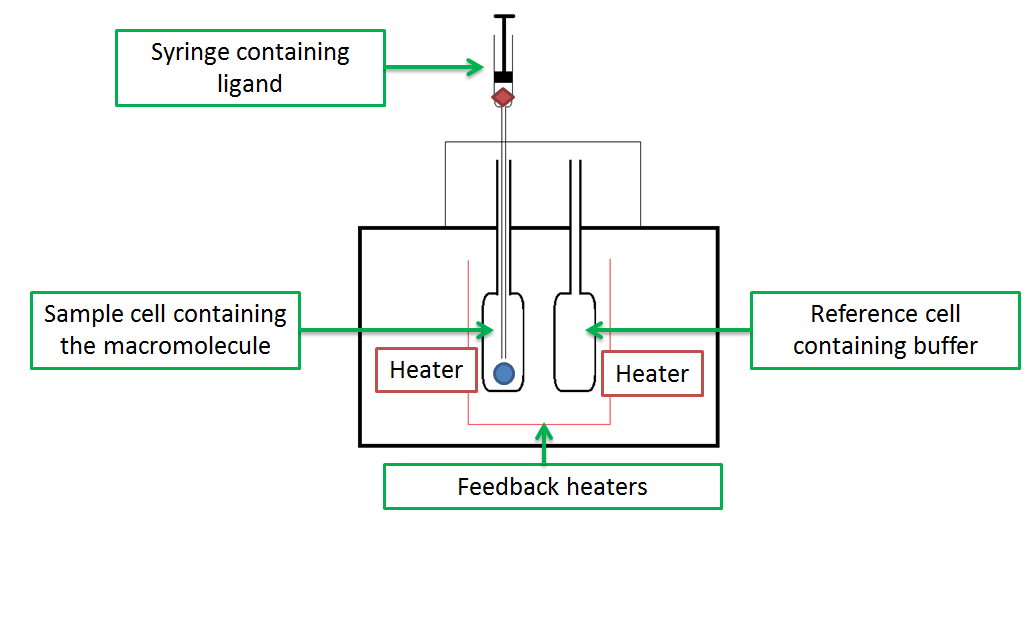 Syringe containing
ligand
Sample cell containing
the macromolecule
Reference cell
containing buffer
Heater
Heater
Feedback heaters